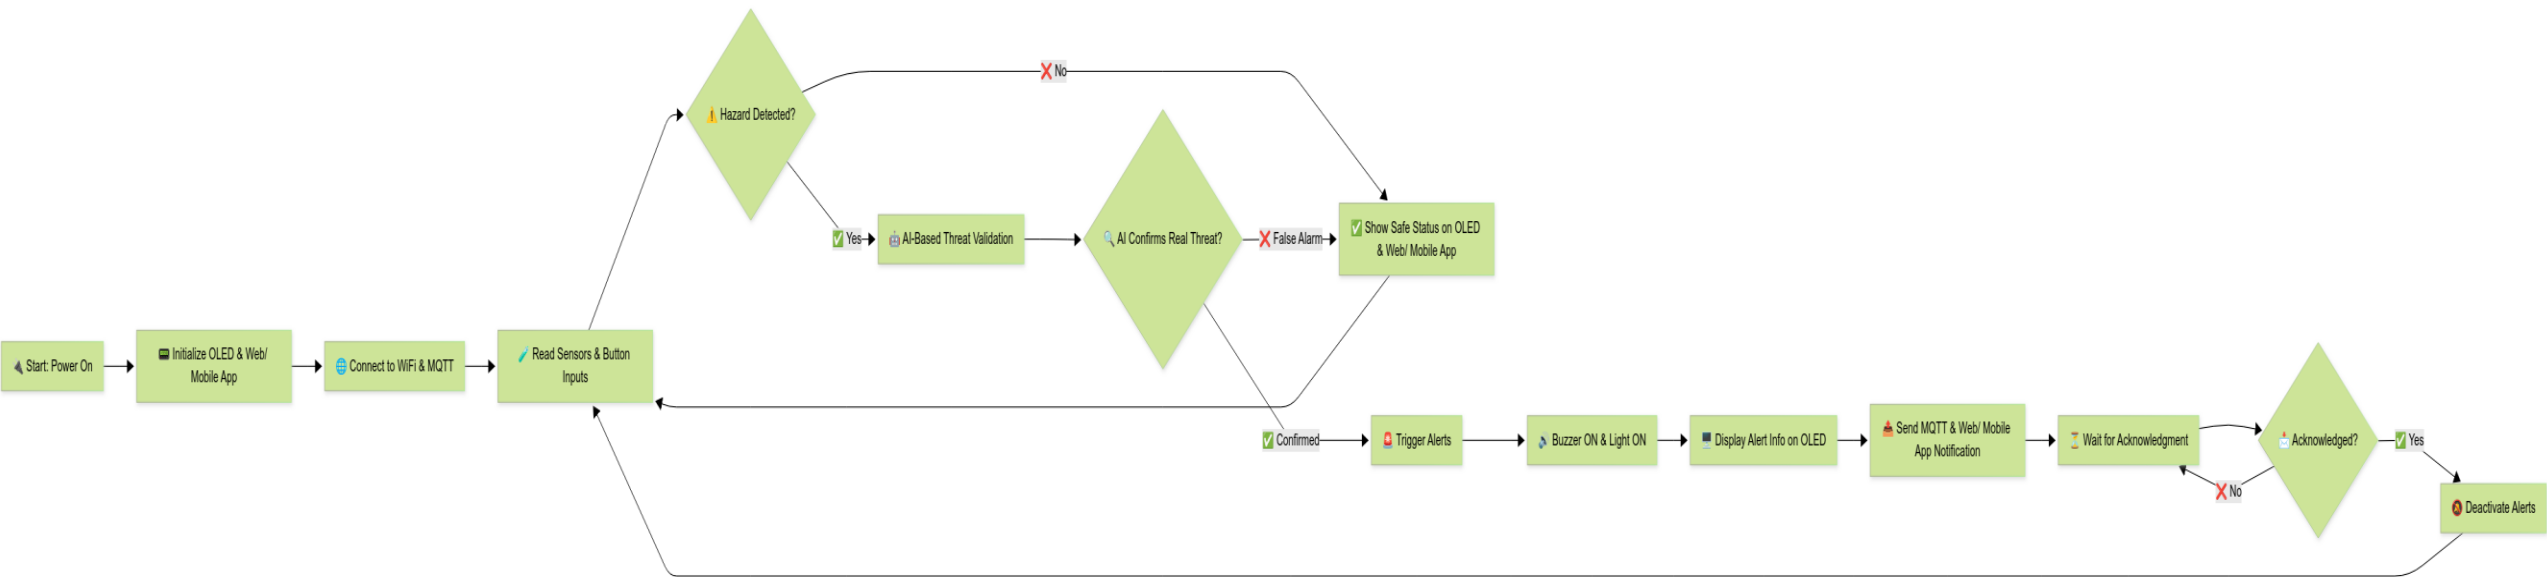 ⚠️ Hazard Detected?
❌ No
✅ Yes
🤖 AI-Based Threat Validation
🔍 AI Confirms Real Threat?
❌ False Alarm
✅ Show Safe Status on OLED
& Web/ Mobile App
🔌 Start: Power On
📟 Initialize OLED & Web/
Mobile App
🌐 Connect to WiFi & MQTT
🧪 Read Sensors & Button
Inputs
✅ Confirmed
🚨 Trigger Alerts
🔊 Buzzer ON & Light ON
🖥️ Display Alert Info on OLED
📤 Send MQTT & Web/ Mobile
App Notification
⏳ Wait for Acknowledgment
📩 Acknowledged?
✅ Yes
❌ No
🔕 Deactivate Alerts